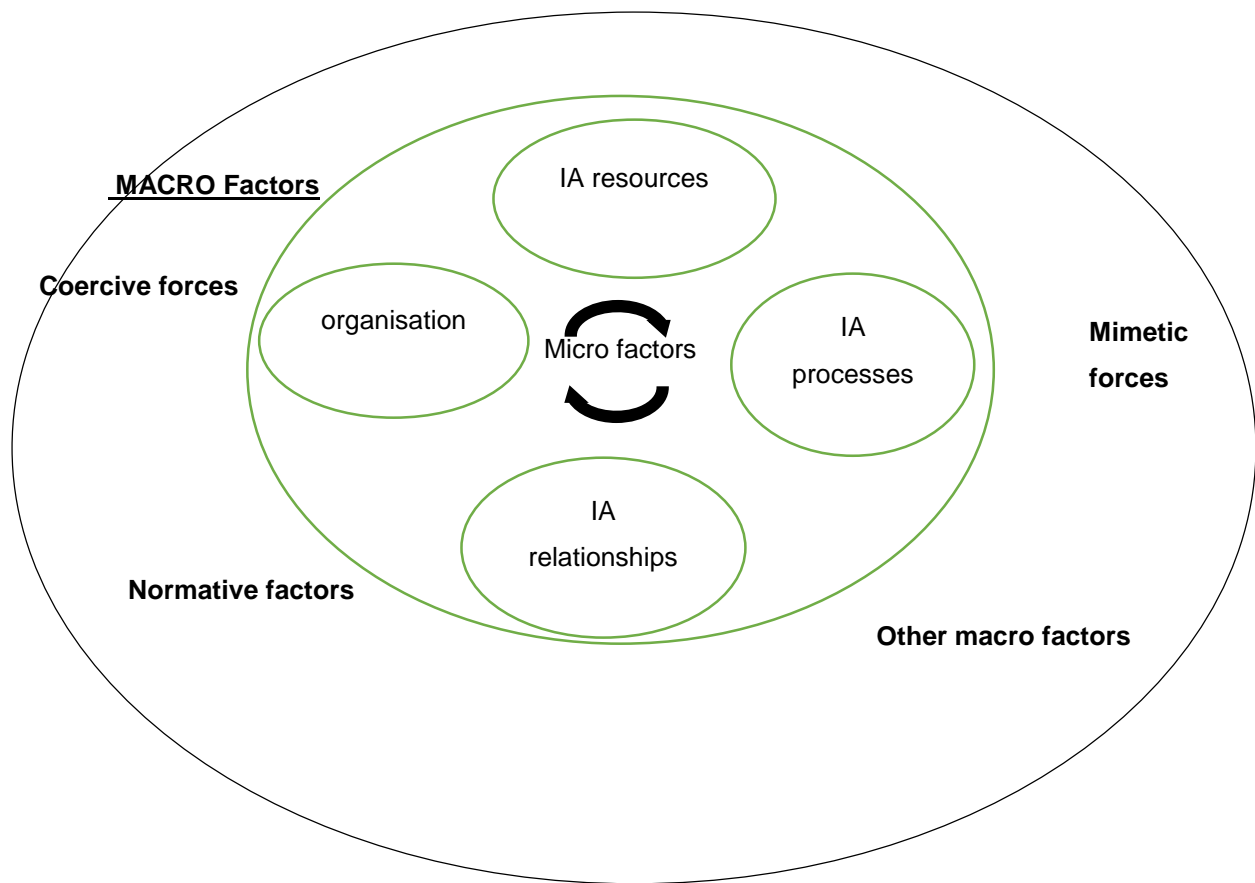 IA resources
MACRO Factors
Coercive forces
organisation
IA
processes
Mimetic
forces
Micro factors
IA
relationships
Normative factors
Other macro factors